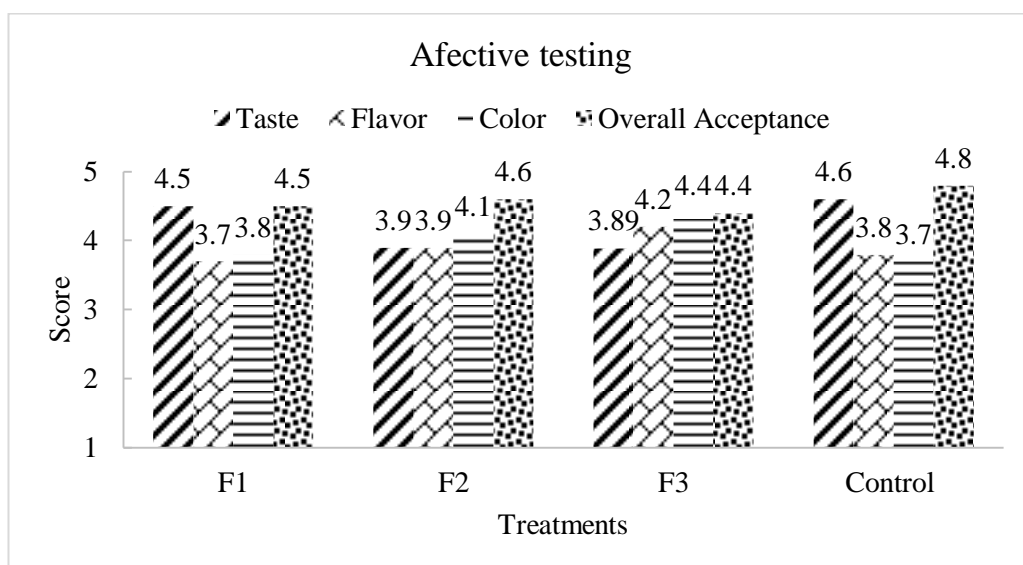 Afective testing
Taste Flavor Color Overall Acceptance
5
4
3
2
1
Score
4.5 3.7 3.8 4.5
3.9 3.9 4.1 4.6
3.89 4.2 4.4 4.4
4.6 3.8 3.7 4.8
F1 F2 F3 Control
Treatments